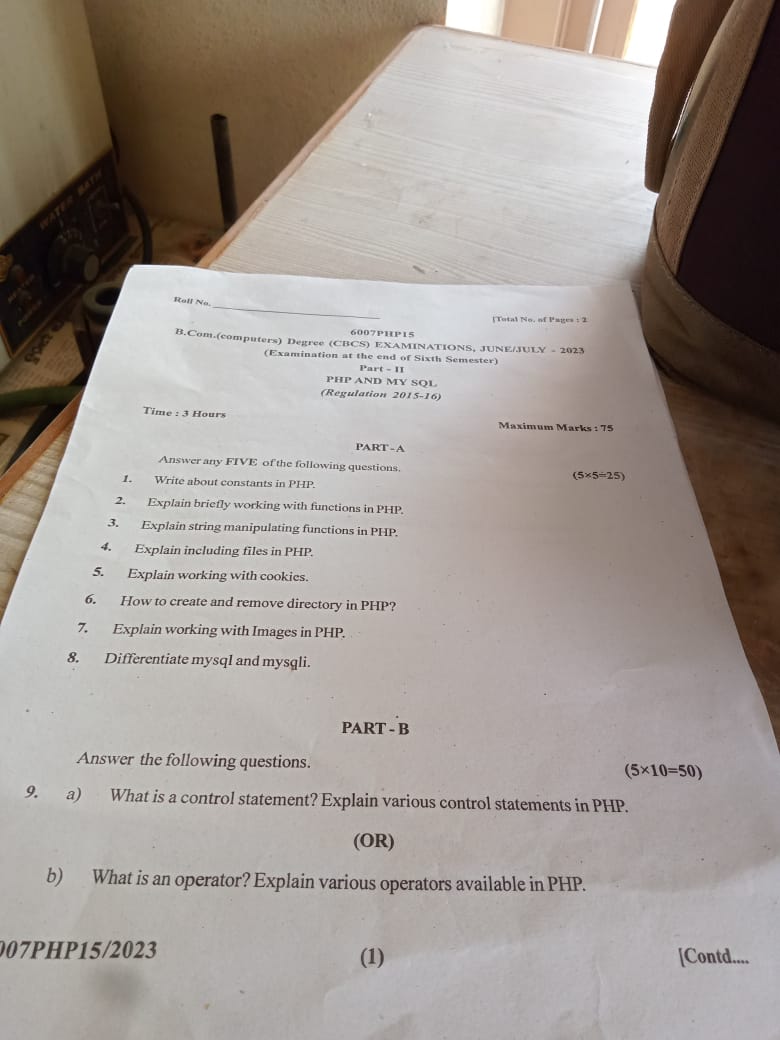 WATER BATH
Roll No.
[Total No. of Pages : 2
6007PHP15
B.Com.(computers) Degree (CBCS) EXAMINATIONS, JUNE/JULY - 2023
(Examination at the end of Sixth Semester)
Part - II
PHP AND MY SQL
(Regulation 2015-16)
Time : 3 Hours
Maximum Marks : 75
PART - A
Answer any FIVE of the following questions.
(5×5=25)
1. Write about constants in PHP.
2. Explain briefly working with functions in PHP.
3. Explain string manipulating functions in PHP.
4. Explain including files in PHP.
5. Explain working with cookies.
6. How to create and remove directory in PHP?
7. Explain working with Images in PHP.
8. Differentiate mysql and mysqli.
PART - B
Answer the following questions.
(5×10=50)
9. a) What is a control statement? Explain various control statements in PHP.
(OR)
b) What is an operator? Explain various operators available in PHP.
007PHP15/2023
(1)
[Contd....